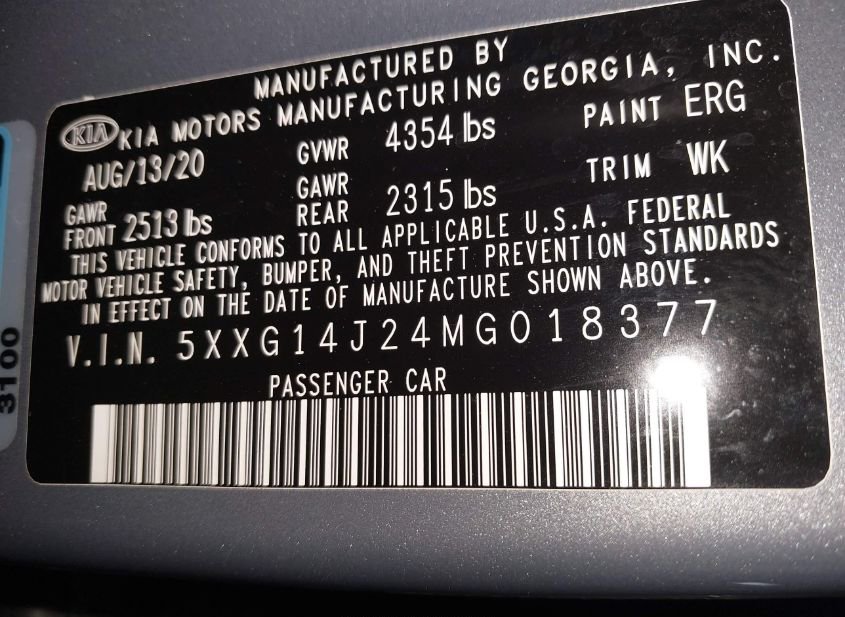 MANUFACTURED BY
KIA KIA MOTORS MANUFACTURING GEORGIA, INC.
AUG/13/20 GVWR 4354 lbs PAINT ERG
GAWR FRONT 2513 lbs GAWR REAR 2315 lbs TRIM WK
THIS VEHICLE CONFORMS TO ALL APPLICABLE U.S.A. FEDERAL
MOTOR VEHICLE SAFETY, BUMPER, AND THEFT PREVENTION STANDARDS
IN EFFECT ON THE DATE OF MANUFACTURE SHOWN ABOVE.
V.I.N. 5XXG14J24MG018377
PASSENGER CAR
3100